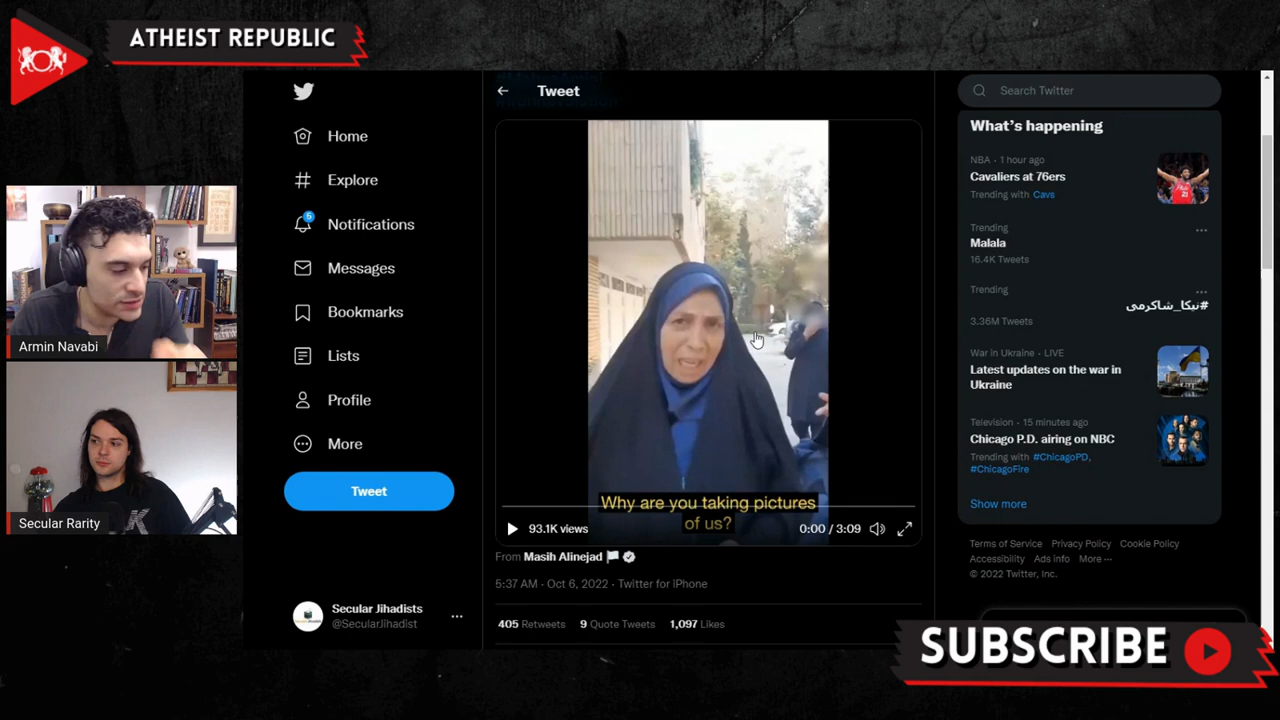 ATHEIST REPUBLIC
Armin Navabi
Secular Rarity
Home
Explore
5
Notifications
Messages
Bookmarks
Lists
Profile
More
Tweet
Secular Jihadists
@SecularJihadist
Tweet
Why are you taking pictures
of us?
93.1K views
0:00 / 3:09
From Masih Alinejad
5:37 AM · Oct 6, 2022 · Twitter for iPhone
405 Retweets 9 Quote Tweets 1,097 Likes
Search Twitter
What's happening
NBA · 1 hour ago
Cavaliers at 76ers
Trending with Cavs
Trending
Malala
16.4K Tweets
Trending
#نیکا_شاکرمی
3.36M Tweets
War in Ukraine · LIVE
Latest updates on the war in
Ukraine
Television · 15 minutes ago
Chicago P.D. airing on NBC
Trending with #ChicagoPD,
#ChicagoFire
Show more
Terms of Service Privacy Policy Cookie Policy
Accessibility Ads info More ···
© 2022 Twitter, Inc.
SUBSCRIBE